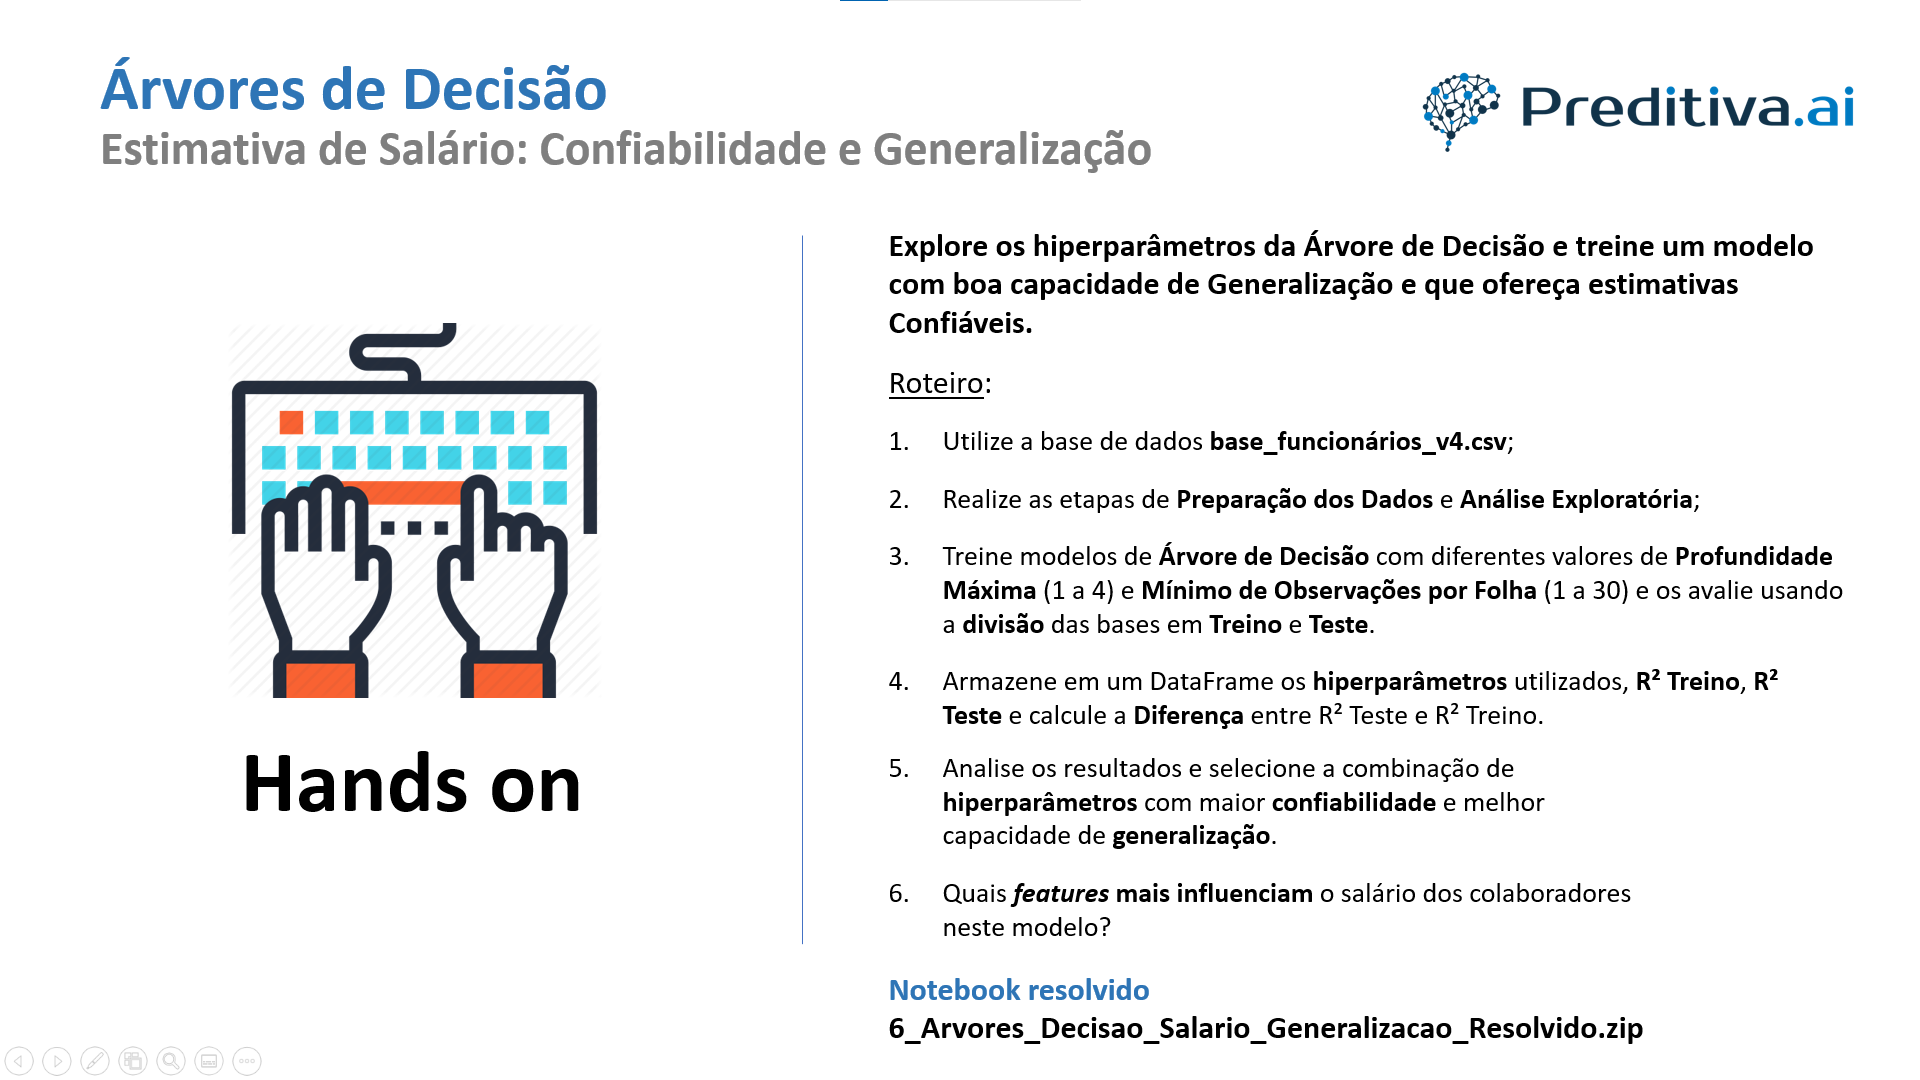 Árvores de Decisão
Estimativa de Salário: Confiabilidade e Generalização
Preditiva.ai
Hands on
Explore os hiperparâmetros da Árvore de Decisão e treine um modelo
com boa capacidade de Generalização e que ofereça estimativas
Confiáveis.
Roteiro:
1. Utilize a base de dados base_funcionários_v4.csv;
2. Realize as etapas de Preparação dos Dados e Análise Exploratória;
3. Treine modelos de Árvore de Decisão com diferentes valores de Profundidade
Máxima (1 a 4) e Mínimo de Observações por Folha (1 a 30) e os avalie usando
a divisão das bases em Treino e Teste.
4. Armazene em um DataFrame os hiperparâmetros utilizados, R² Treino, R²
Teste e calcule a Diferença entre R² Teste e R² Treino.
5. Analise os resultados e selecione a combinação de
hiperparâmetros com maior confiabilidade e melhor
capacidade de generalização.
6. Quais features mais influenciam o salário dos colaboradores
neste modelo?
Notebook resolvido
6_Arvores_Decisao_Salario_Generalizacao_Resolvido.zip